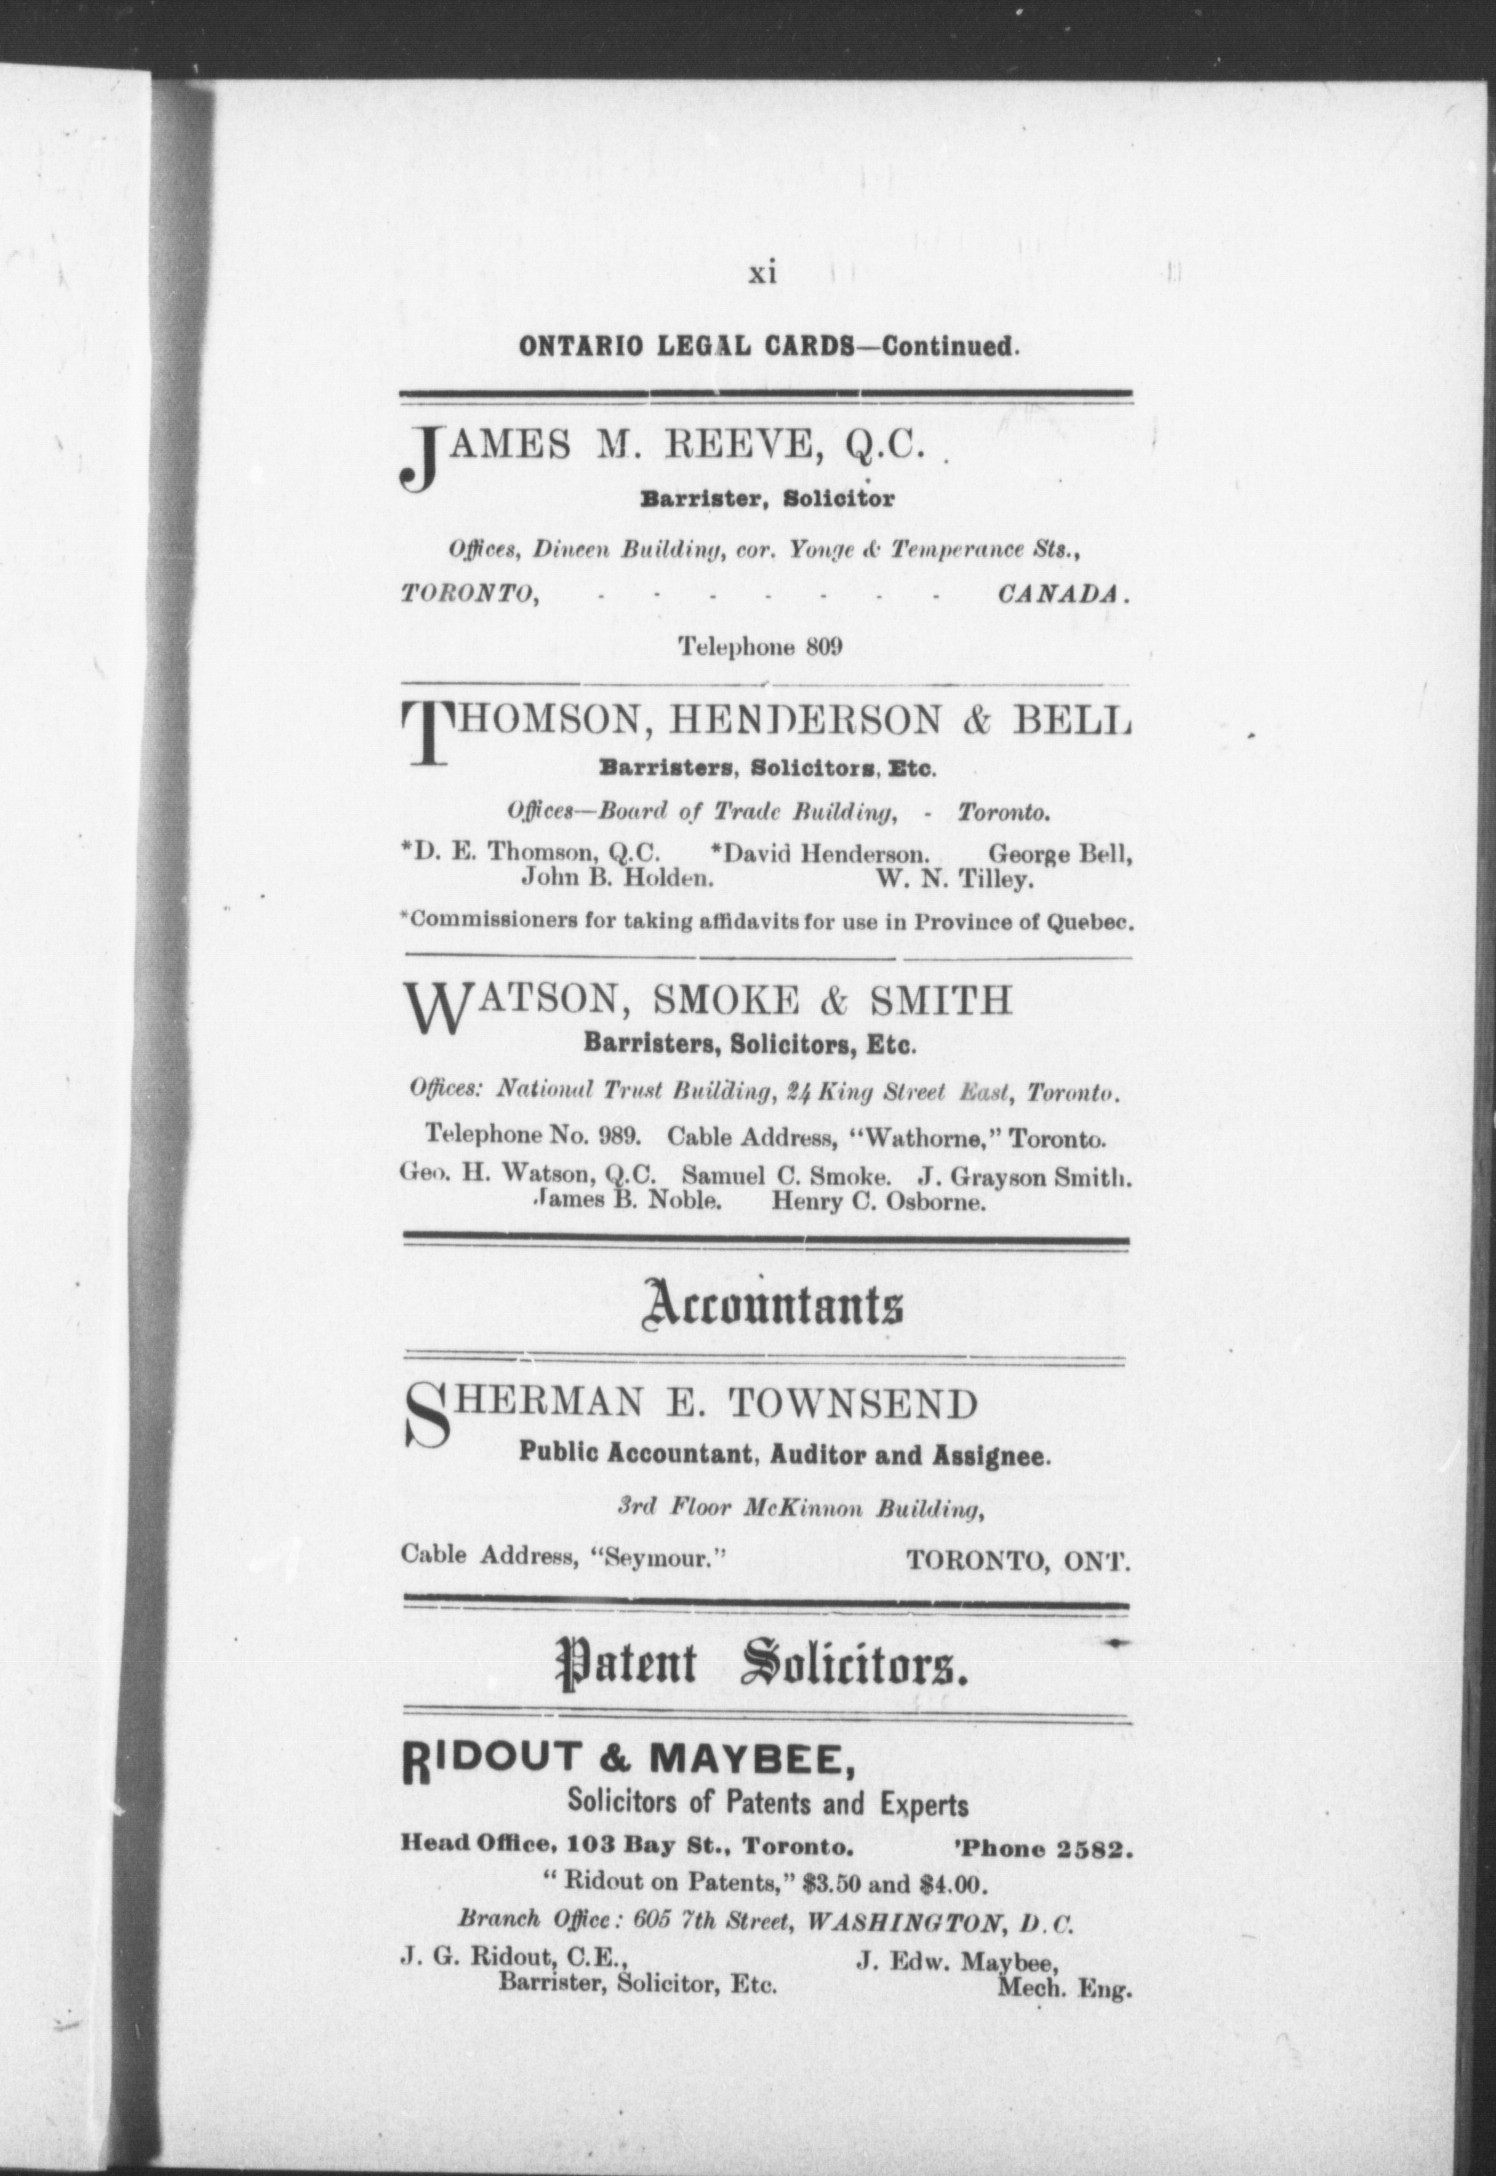 xi
ONTARIO LEGAL CARDS—Continued.
JAMES M. REEVE, Q.C.
Barrister, Solicitor
Offices, Dineen Building, cor. Yonge & Temperance Sts.,
TORONTO, - - - - - - - CANADA.
Telephone 809
THOMSON, HENDERSON & BELL
Barristers, Solicitors, Etc.
Offices—Board of Trade Building, - Toronto.
*D. E. Thomson, Q.C. *David Henderson. George Bell,
John B. Holden. W. N. Tilley.
*Commissioners for taking affidavits for use in Province of Quebec.
WATSON, SMOKE & SMITH
Barristers, Solicitors, Etc.
Offices: National Trust Building, 24 King Street East, Toronto.
Telephone No. 989. Cable Address, “Wathorne,” Toronto.
Geo. H. Watson, Q.C. Samuel C. Smoke. J. Grayson Smith.
James B. Noble. Henry C. Osborne.
Accountants
SHERMAN E. TOWNSEND
Public Accountant, Auditor and Assignee.
3rd Floor McKinnon Building,
Cable Address, “Seymour.” TORONTO, ONT.
Patent Solicitors.
RIDOUT & MAYBEE,
Solicitors of Patents and Experts
Head Office, 103 Bay St., Toronto. 'Phone 2582.
“Ridout on Patents,” $3.50 and $4.00.
Branch Office: 605 7th Street, WASHINGTON, D.C.
J. G. Ridout, C.E., J. Edw. Maybee,
Barrister, Solicitor, Etc. Mech. Eng.